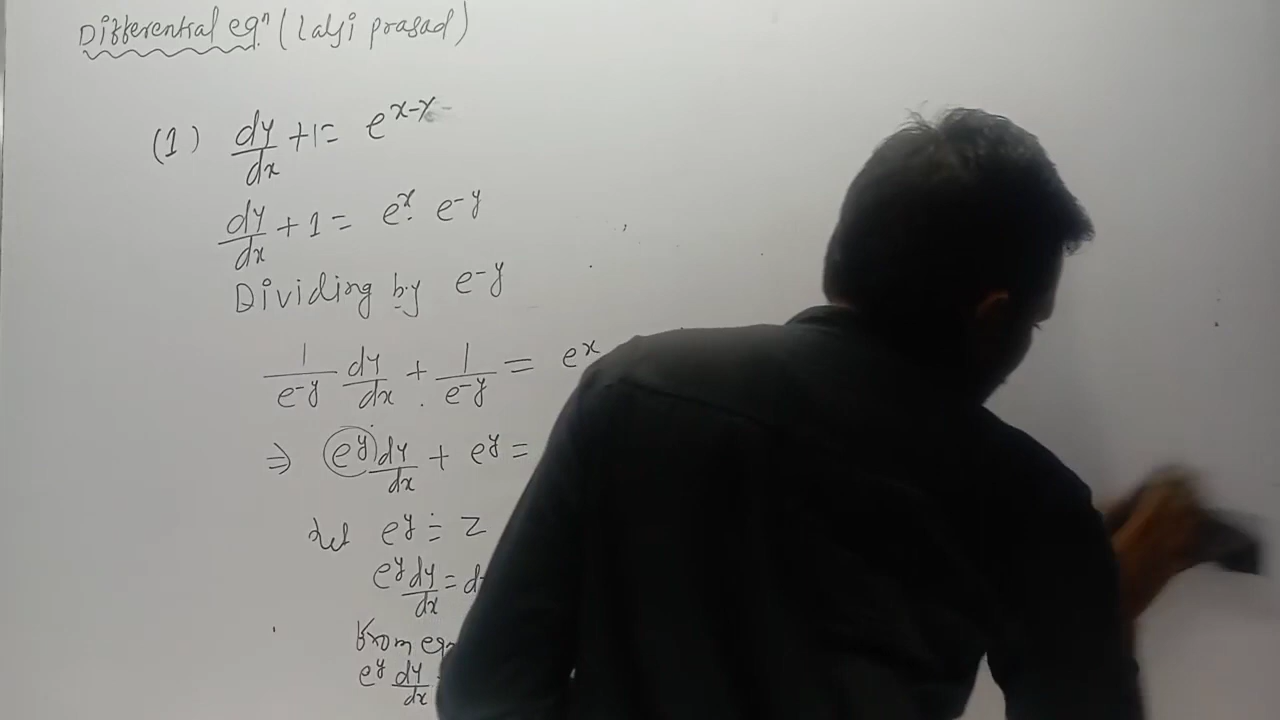 Differential eqⁿ (Lalji prasad)
(1) dy/dx + 1 = e^(x-y)
dy/dx + 1 = e^x · e^-y
Dividing by e^-y
1/e^-y dy/dx + 1/e^-y = e^x
⇒ e^y dy/dx + e^y =
Let e^y = z
e^y dy/dx = d
From eqn
e^y dy/dx